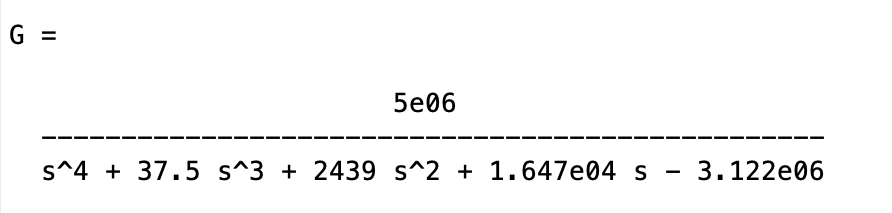 G =
5e06
-------------------------------------------------
s^4 + 37.5 s^3 + 2439 s^2 + 1.647e04 s - 3.122e06